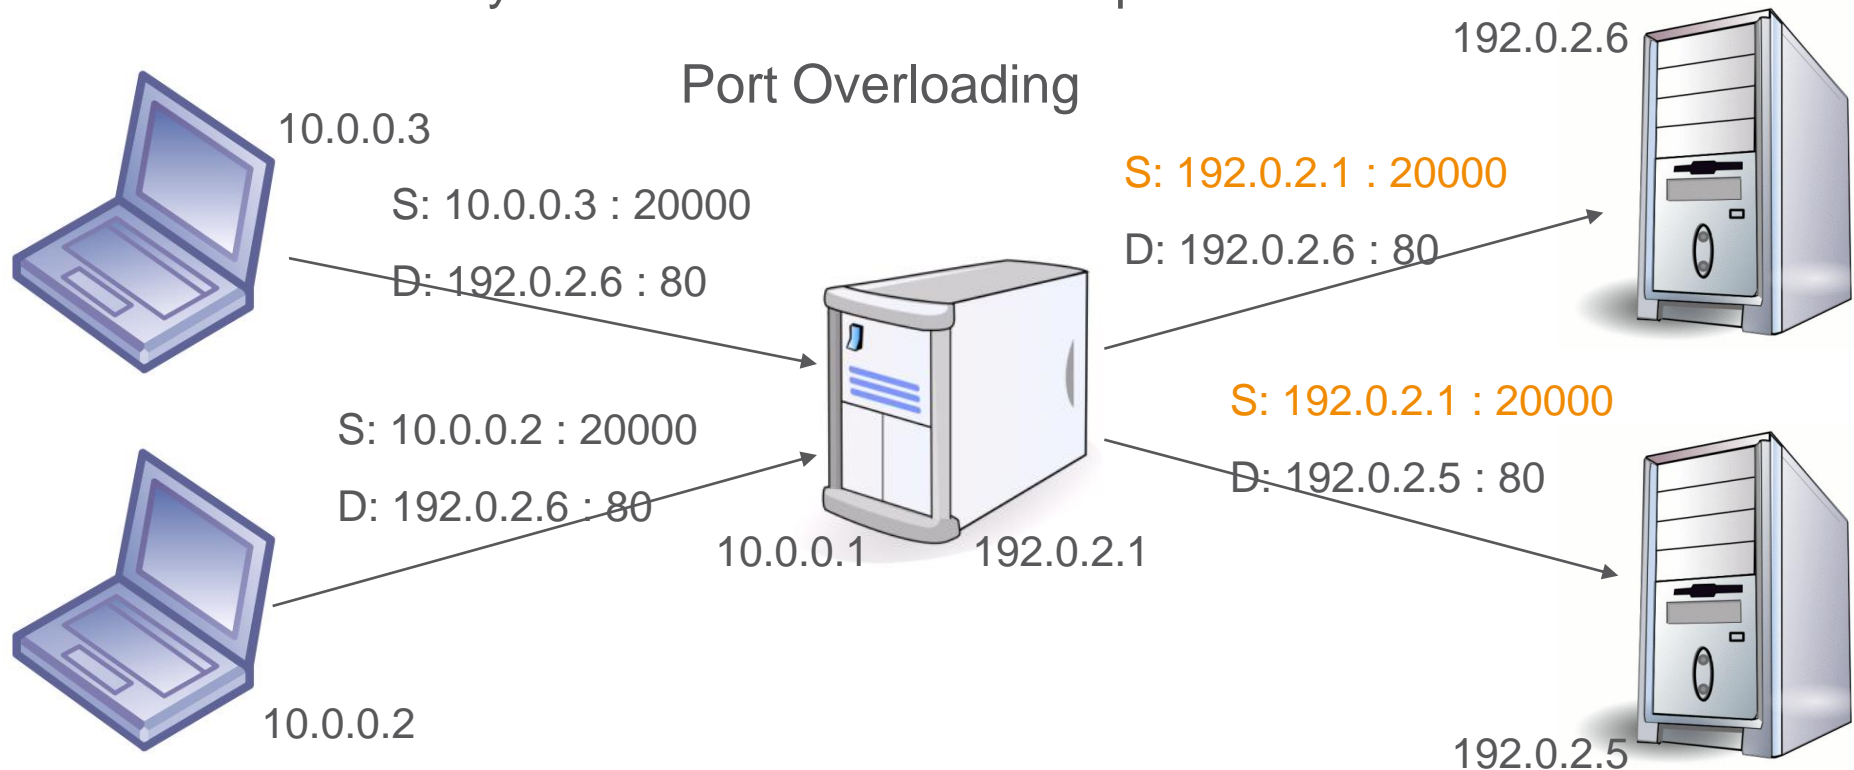 Port Overloading
192.0.2.6
10.0.0.3
S: 10.0.0.3 : 20000
D: 192.0.2.6 : 80
S: 192.0.2.1 : 20000
D: 192.0.2.6 : 80
S: 10.0.0.2 : 20000
D: 192.0.2.6 : 80
10.0.0.1
192.0.2.1
S: 192.0.2.1 : 20000
D: 192.0.2.5 : 80
10.0.0.2
192.0.2.5